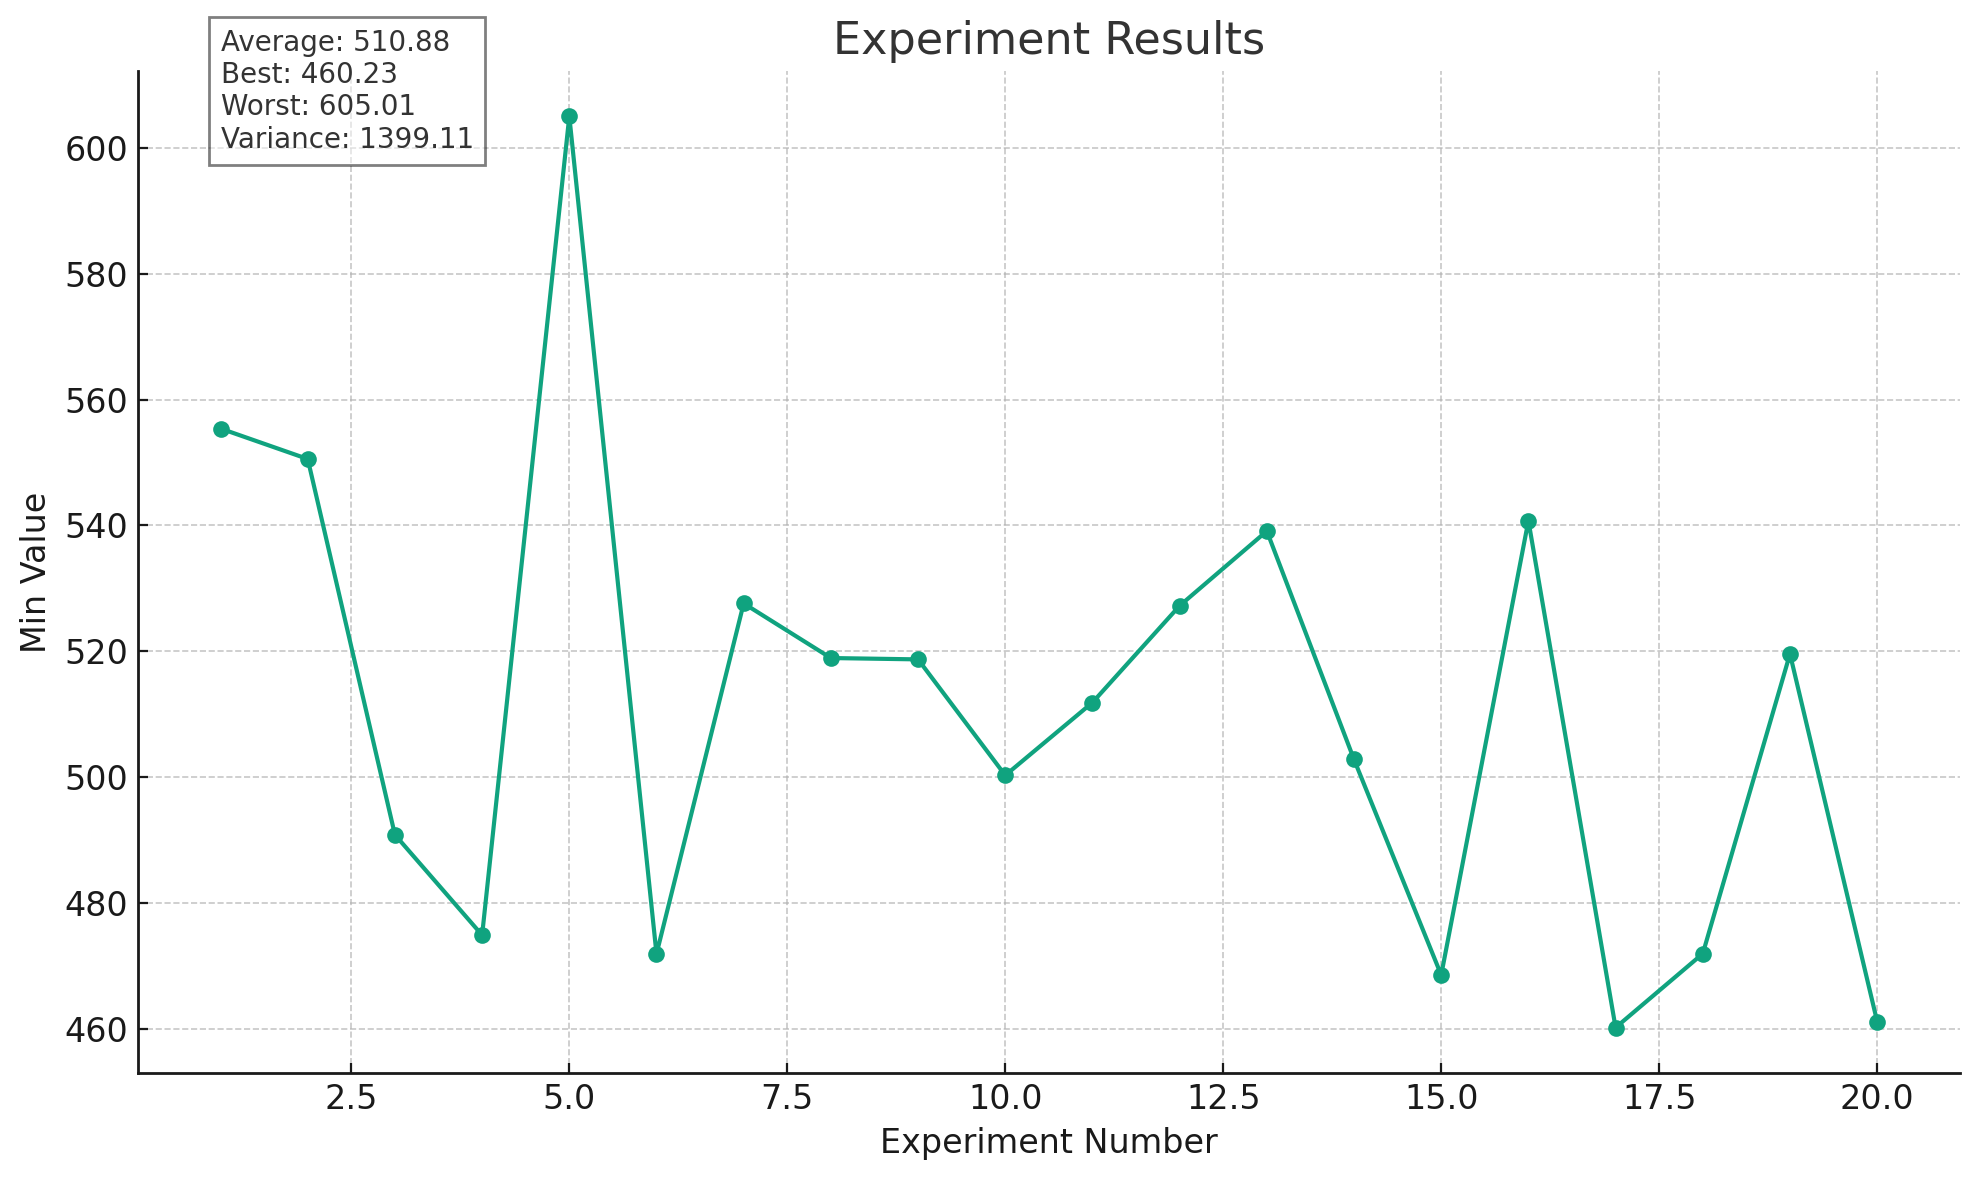 Experiment Results
Average: 510.88
Best: 460.23
Worst: 605.01
Variance: 1399.11
600
580
560
540
520
500
480
460
Min Value
2.5 5.0 7.5 10.0 12.5 15.0 17.5 20.0
Experiment Number